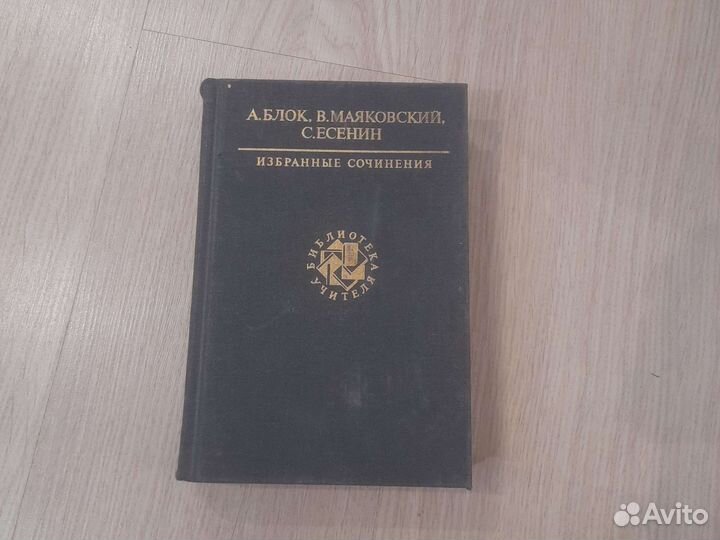 А.БЛОК, В.МАЯКОВСКИЙ,
С.ЕСЕНИН
ИЗБРАННЫЕ СОЧИНЕНИЯ
БИБЛИОТЕКА
УЧИТЕЛЯ
Avito